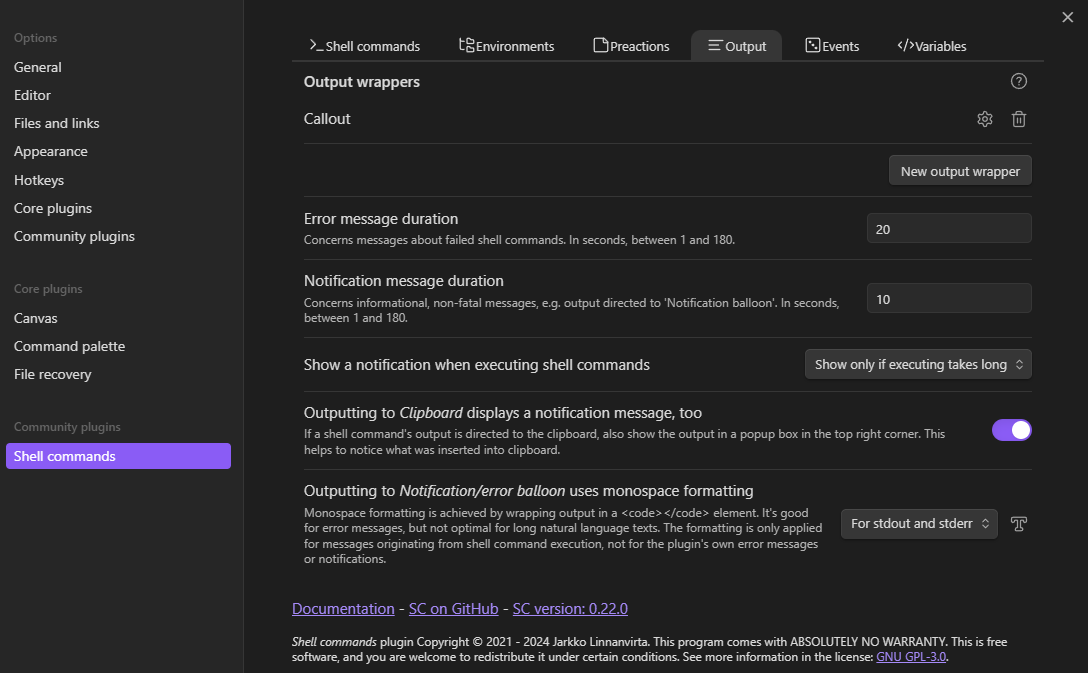 Options
General
Editor
Files and links
Appearance
Hotkeys
Core plugins
Community plugins
Core plugins
Canvas
Command palette
File recovery
Community plugins
Shell commands
Shell commands
Environments
Preactions
Output
Events
Variables
Output wrappers
Callout
New output wrapper
Error message duration
Concerns messages about failed shell commands. In seconds, between 1 and 180.
20
Notification message duration
Concerns informational, non-fatal messages, e.g. output directed to 'Notification balloon'. In seconds,
between 1 and 180.
10
Show a notification when executing shell commands
Show only if executing takes long
Outputting to Clipboard displays a notification message, too
If a shell command's output is directed to the clipboard, also show the output in a popup box in the top right corner. This
helps to notice what was inserted into clipboard.
Outputting to Notification/error balloon uses monospace formatting
Monospace formatting is achieved by wrapping output in a <code></code> element. It's good
for error messages, but not optimal for long natural language texts. The formatting is only applied
for messages originating from shell command execution, not for the plugin's own error messages
or notifications.
For stdout and stderr
Documentation - SC on GitHub - SC version: 0.22.0
Shell commands plugin Copyright © 2021 - 2024 Jarkko Linnanvirta. This program comes with ABSOLUTELY NO WARRANTY. This is free
software, and you are welcome to redistribute it under certain conditions. See more information in the license: GNU GPL-3.0.